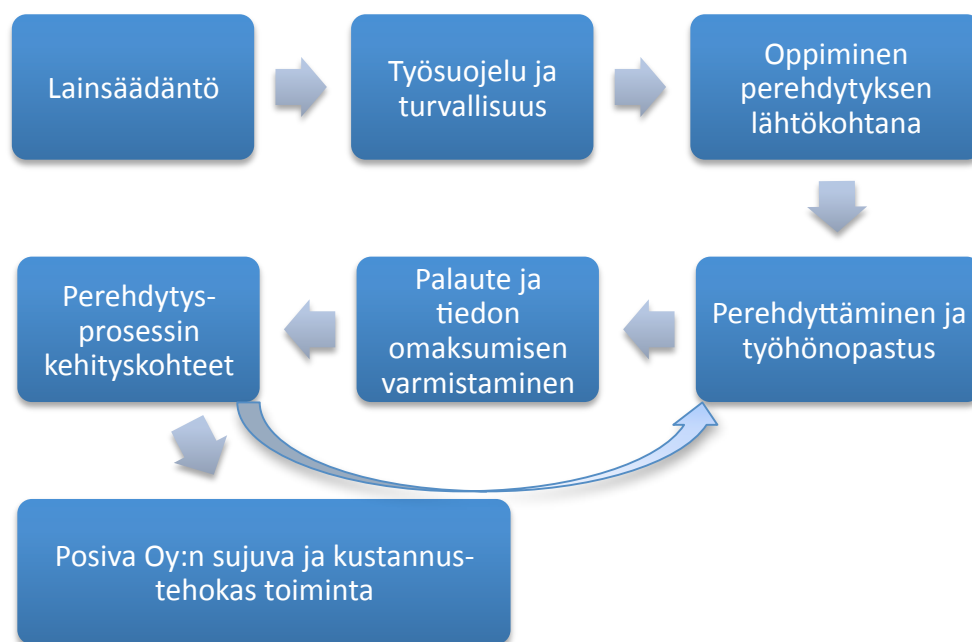 Lainsäädäntö
Työsuojelu ja
turvallisuus
Oppiminen
perehdytyksen
lähtökohtana
Perehdytys-
prosessin
kehityskohteet
Palaute ja
tiedon
omaksumisen
varmistaminen
Perehdyttäminen ja
työhönopastus
Posiva Oy:n sujuva ja kustannus-
tehokas toiminta